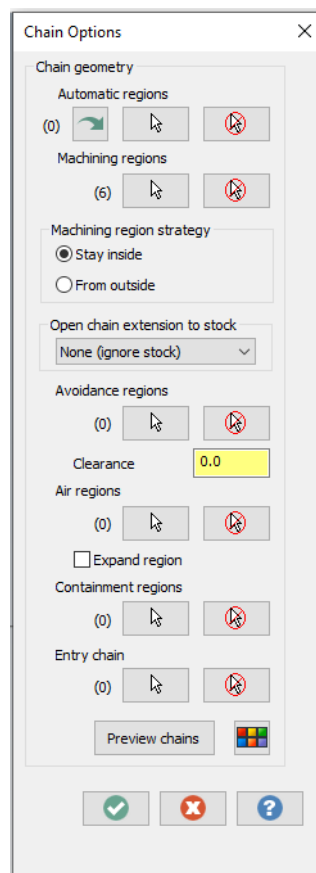 Chain Options
Chain geometry
Automatic regions
(0)
Machining regions
(6)
Machining region strategy
Stay inside
From outside
Open chain extension to stock
None (ignore stock)
Avoidance regions
(0)
Clearance 0.0
Air regions
(0)
Expand region
Containment regions
(0)
Entry chain
(0)
Preview chains
?